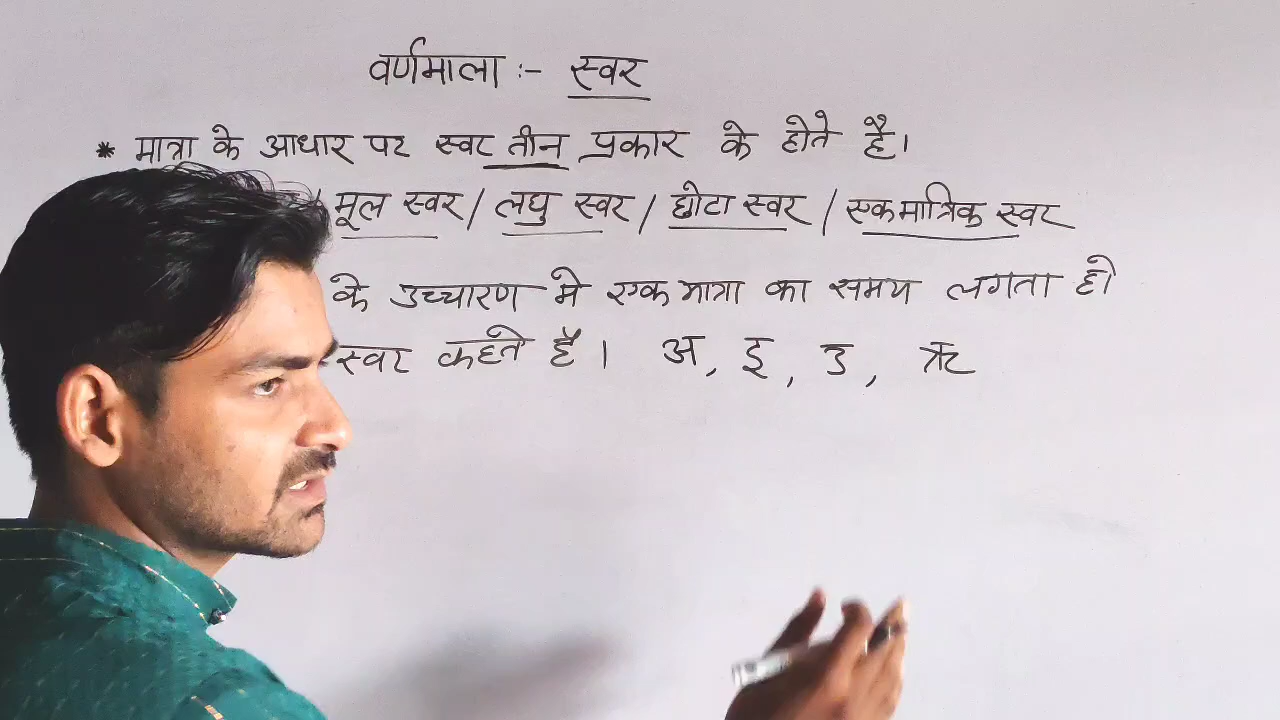 वर्णमाला :- स्वर
* मात्रा के आधार पर स्वर तीन प्रकार के होते है।
/ मूल स्वर / लघु स्वर / छोटा स्वर / एकमात्रिक स्वर
के उच्चारण मे एक मात्रा का समय लगता हो
स्वर कहते है। अ, इ, उ, ऋ